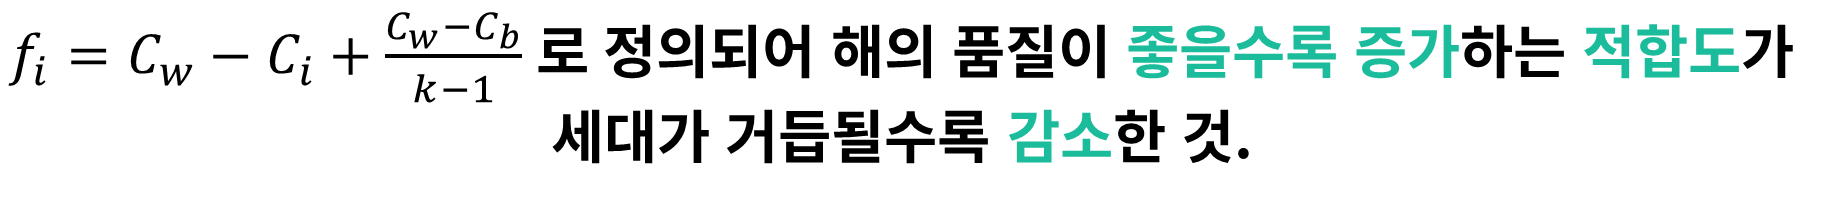 f_i = C_w − C_i + \frac{C_w−C_b}{k−1} 로 정의되어 해의 품질이 좋을수록 증가하는 적합도가
세대가 거듭될수록 감소한 것.